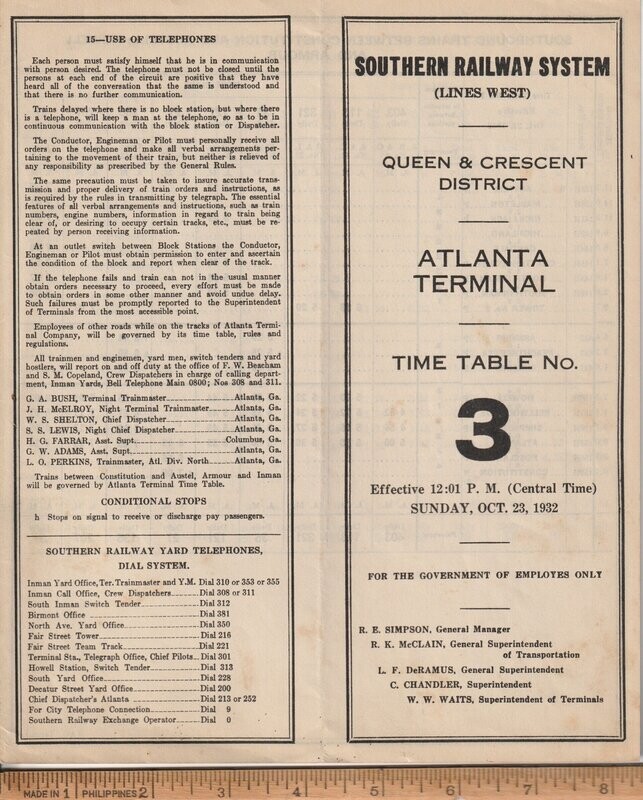 15—USE OF TELEPHONES
Each person must satisfy himself that he is in communication
with person desired. The telephone must not be closed until the
persons at each end of the circuit are positive that they have
heard all of the conversation that the same is understood and
that there is no further communication.
Trains delayed where there is no block station, but where there
is a telephone, will keep a man at the telephone, so as to be in
continuous communication with the block station or Dispatcher.
The Conductor, Engineman or Pilot must personally receive all
orders on the telephone and make all verbal arrangements per-
taining to the movement of their train, but neither is relieved of
any responsibility as prescribed by the General Rules.
The same precaution must be taken to insure accurate trans-
mission and proper delivery of train orders and instructions, as
is required by the rules in transmitting by telegraph. The essential
features of all verbal arrangements and instructions, such as train
numbers, engine numbers, information in regard to train being
clear of, or desiring to occupy certain tracks, etc., must be re-
peated by person receiving information.
At an outlet switch between Block Stations the Conductor,
Engineman or Pilot must obtain permission to enter and ascertain
the condition of the block and report when clear of the track.
If the telephone fails and train can not in the usual manner
obtain orders necessary to proceed, every effort must be made
to obtain orders in some other manner and avoid undue delay.
Such failures must be promptly reported to the Superintendent
of Terminals from the most accessible point.
Employees of other roads while on the tracks of Atlanta Termi-
nal Company, will be governed by its time table, rules and
regulations.
All trainmen and enginemen, yard men, switch tenders and yard
hostlers, will report on and off duty at the office of F. W. Beacham
and S. M. Copeland, Crew Dispatchers in charge of calling depart-
ment, Inman Yards, Bell Telephone Main 0800; Nos 308 and 311.
G. A. BUSH, Terminal Trainmaster Atlanta, Ga.
J. H. McELROY, Night Terminal Trainmaster Atlanta, Ga.
W. S. SHELTON, Chief Dispatcher Atlanta, Ga.
S. S. LEWIS, Night Chief Dispatcher Atlanta, Ga.
H. G. FARRAR, Asst. Supt. Columbus, Ga.
G. W. ADAMS, Asst. Supt. Atlanta, Ga.
L. O. PERKINS, Trainmaster, Atl. Div. North Atlanta, Ga.
Trains between Constitution and Austel, Armour and Inman
will be governed by Atlanta Terminal Time Table.
CONDITIONAL STOPS
h Stops on signal to receive or discharge pay passengers.
SOUTHERN RAILWAY YARD TELEPHONES,
DIAL SYSTEM.
Inman Yard Office, Ter. Trainmaster and Y.M. Dial 310 or 353 or 355
Inman Call Office, Crew Dispatchers Dial 308 or 311
South Inman Switch Tender Dial 312
Birmont Office Dial 381
North Ave. Yard Office Dial 350
Fair Street Tower Dial 216
Fair Street Team Track Dial 221
Terminal Sta., Telegraph Office, Chief Pilots Dial 301
Howell Station, Switch Tender Dial 313
South Yard Office Dial 228
Decatur Street Yard Office Dial 200
Chief Dispatcher's Atlanta Dial 213 or 252
For City Telephone Connection Dial 9
Southern Railway Exchange Operator Dial 0
SOUTHERN RAILWAY SYSTEM
(LINES WEST)
QUEEN & CRESCENT
DISTRICT
ATLANTA
TERMINAL
TIME TABLE No.
3
Effective 12:01 P. M. (Central Time)
SUNDAY, OCT. 23, 1932
FOR THE GOVERNMENT OF EMPLOYES ONLY
R. E. SIMPSON, General Manager
R. K. McCLAIN, General Superintendent
of Transportation
L. F. DeRAMUS, General Superintendent
C. CHANDLER, Superintendent
W. W. WAITS, Superintendent of Terminals
MADE IN 1 PHILIPPINES 2 3 4 5 6 7 8